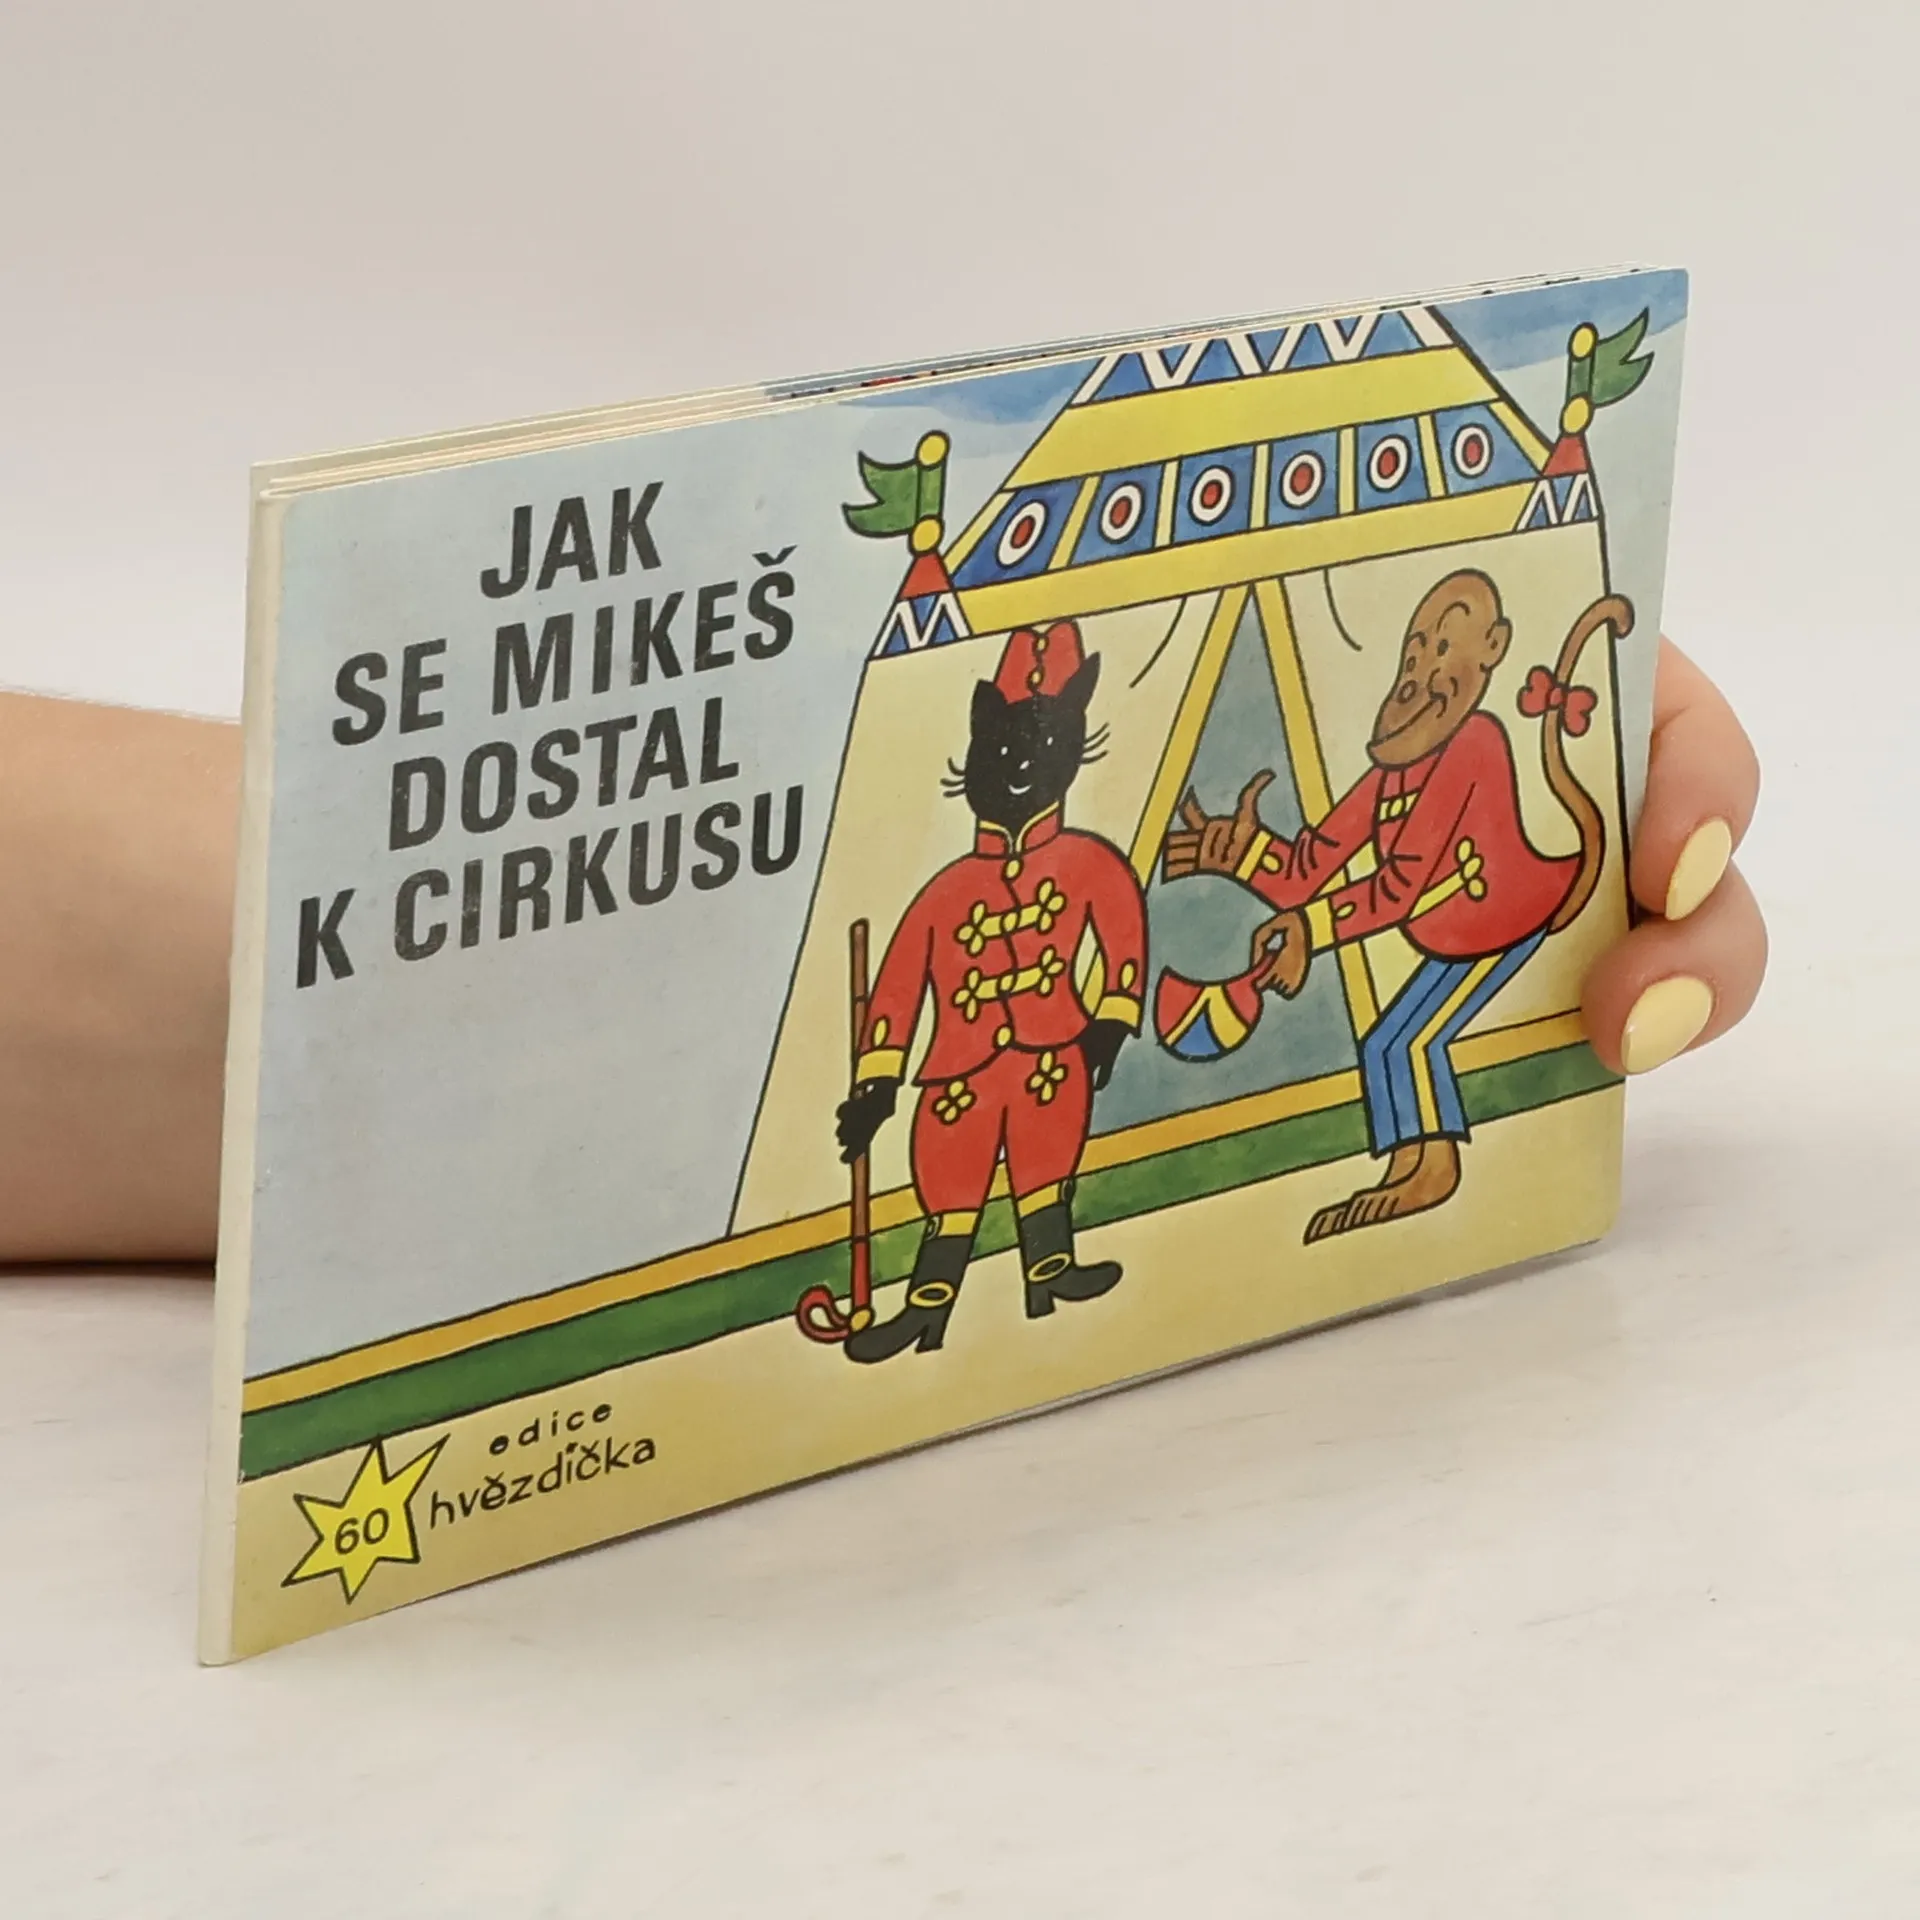 JAK
SE MIKEŠ
DOSTAL
K CIRKUSU
edice
hvězdička
60